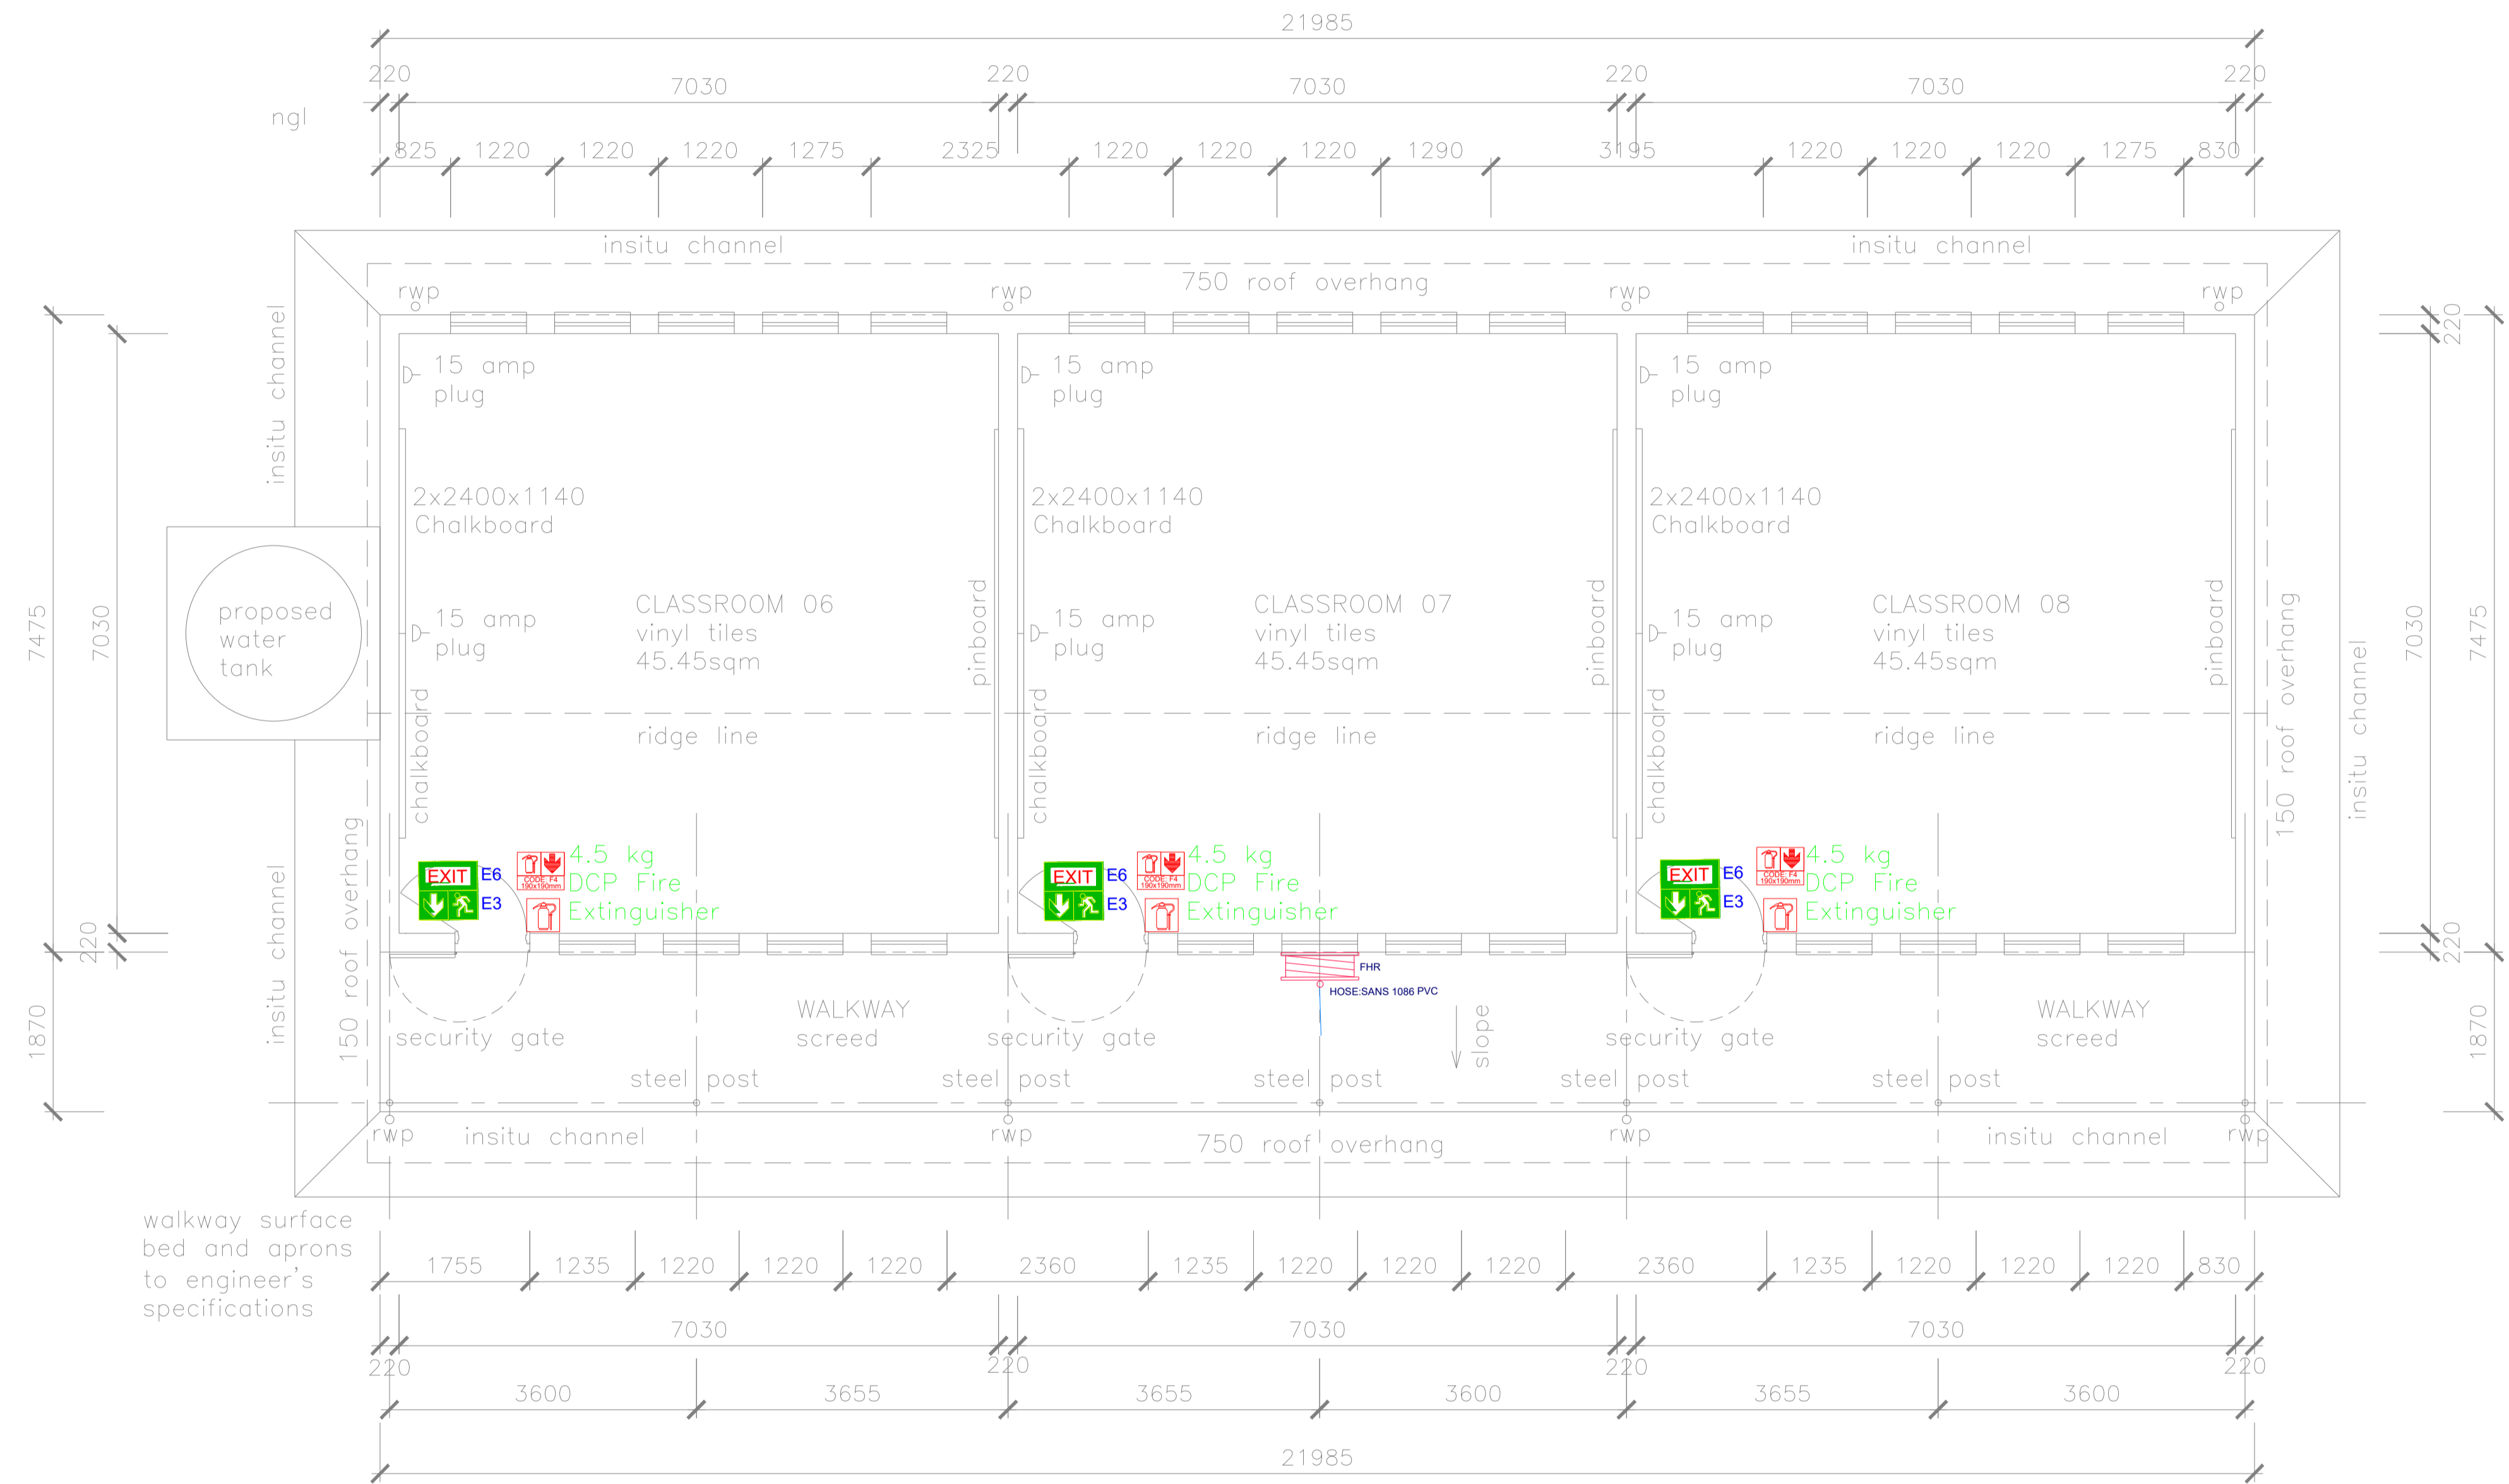 21985
220 7030 220 7030 220 7030 220
ngl
825 1220 1220 1220 1275 2325 1220 1220 1220 1290 3195 1220 1220 1220 1275 830
insitu channel
insitu channel
750 roof overhang
rwp
rwp
rwp
rwp
insitu channel
220
220
15 amp
plug
15 amp
plug
15 amp
plug
2x2400x1140
Chalkboard
2x2400x1140
Chalkboard
2x2400x1140
Chalkboard
7475
7030
proposed
water
tank
15 amp
plug
CLASSROOM 06
vinyl tiles
45.45sqm
pinboard
15 amp
plug
CLASSROOM 07
vinyl tiles
45.45sqm
pinboard
15 amp
plug
CLASSROOM 08
vinyl tiles
45.45sqm
pinboard
150 roof overhang
insitu channel
7030
7475
chalkboard
ridge line
chalkboard
ridge line
chalkboard
ridge line
150 roof overhang
insitu channel
EXIT
E6
E3
CODE: F4
190x190mm
4.5 kg
DCP Fire
Extinguisher
EXIT
E6
E3
CODE: F4
190x190mm
4.5 kg
DCP Fire
Extinguisher
EXIT
E6
E3
CODE: F4
190x190mm
4.5 kg
DCP Fire
Extinguisher
220
220
FHR
HOSE:SANS 1086 PVC
1870
WALKWAY
screed
slope
WALKWAY
screed
1870
security gate
security gate
security gate
steel post
steel post
steel post
steel post
steel post
rwp
insitu channel
rwp
750 roof overhang
rwp
insitu channel
rwp
walkway surface
bed and aprons
to engineer's
specifications
1755 1235 1220 1220 1220 2360 1235 1220 1220 1220 2360 1235 1220 1220 1220 830
7030 7030 7030
220 220 220 220
3600 3655 3655 3600 3655 3600
21985